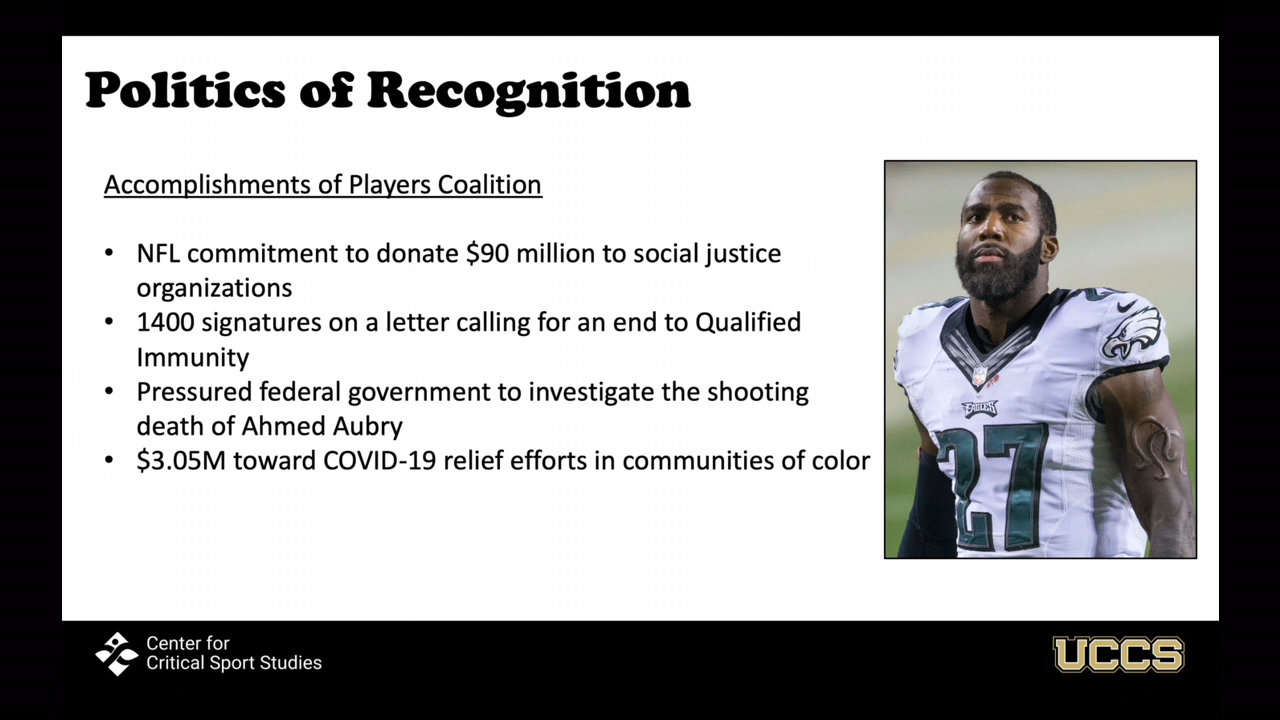 Politics of Recognition
Accomplishments of Players Coalition
• NFL commitment to donate $90 million to social justice
organizations
• 1400 signatures on a letter calling for an end to Qualified
Immunity
• Pressured federal government to investigate the shooting
death of Ahmed Aubry
• $3.05M toward COVID-19 relief efforts in communities of color
EAGLES
27
Center for
Critical Sport Studies
UCCS